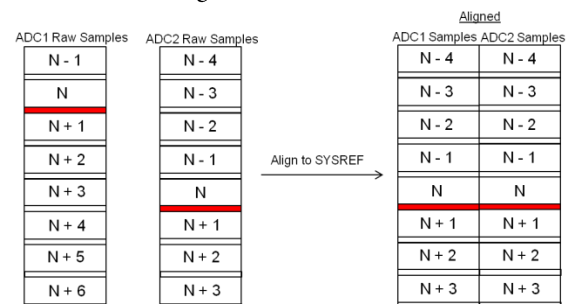 Aligned
ADC1 Raw Samples ADC2 Raw Samples ADC1 Samples ADC2 Samples
N - 1 N - 4 N - 4 N - 4
N N - 3 N - 3 N - 3
N + 1 N - 2 N - 2 N - 2
N + 2 N - 1 Align to SYSREF N - 1 N - 1
N + 3 N N N
N + 4 N + 1 N + 1 N + 1
N + 5 N + 2 N + 2 N + 2
N + 6 N + 3 N + 3 N + 3